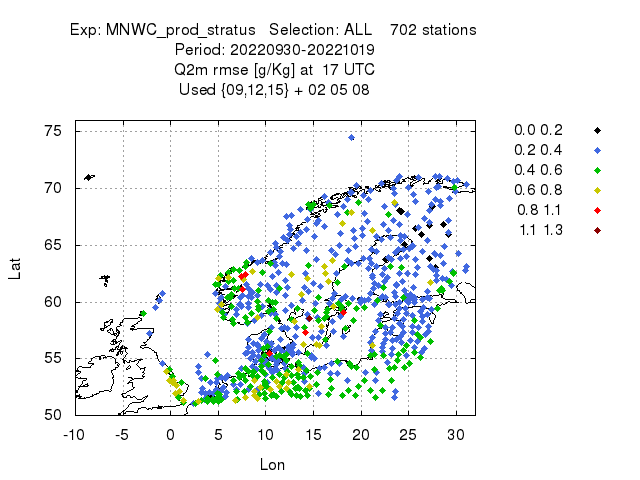 Exp: MNWC_prod_stratus   Selection: ALL    702 stations
Period: 20220930-20221019
Q2m rmse [g/Kg] at  17 UTC
Used {09,12,15} + 02 05 08
0.0 0.2
0.2 0.4
0.4 0.6
0.6 0.8
0.8 1.1
1.1 1.3
Lat
75
70
65
60
55
50
-10 -5 0 5 10 15 20 25 30
Lon